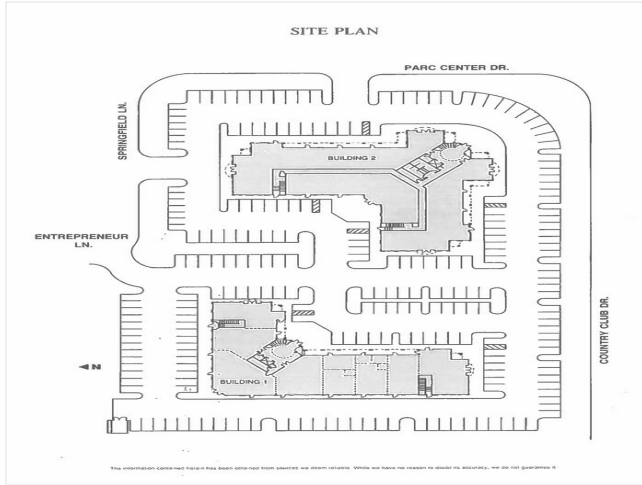 SITE PLAN
PARC CENTER DR.
SPRINGFIELD LN.
BUILDING 2
ENTREPRENEUR
LN.
COUNTRY CLUB DR.
N
BUILDING 1
The information contained herein has been obtained from sources we deem reliable. While we have no reason to doubt its accuracy, we do not guarantee it.